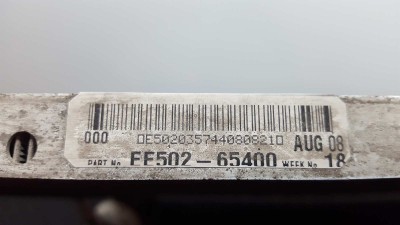 000 DE502035744080821D AUG 08
PART No. EE502-65400 WEEK No. 18